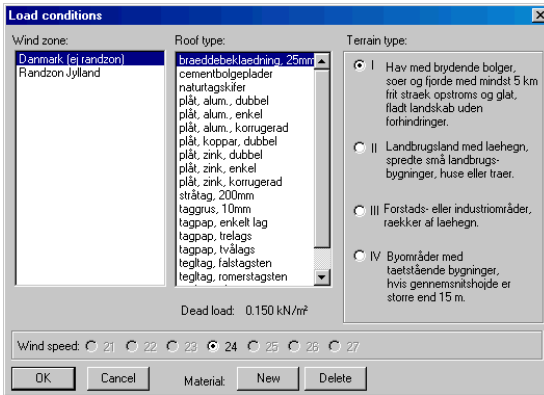 Load conditions
Wind zone:
Danmark (ej randzon)
Randzon Jylland
Roof type:
braeddebeklaedning, 25mm
cementbolgeplader
naturtagskifer
plåt, alum., dubbel
plåt, alum., enkel
plåt, alum., korrugerad
plåt, koppar, dubbel
plåt, zink, dubbel
plåt, zink, enkel
plåt, zink, korrugerad
stråtag, 200mm
taggrus, 10mm
tagpap, enkelt lag
tagpap, trelags
tagpap, tvålags
tegltag, falstagsten
tegltag, romerstagsten
Dead load: 0.150 kN/m²
Terrain type:
I Hav med brydende bolger,
soer og fjorde med mindst 5 km
frit straek opstroms og glat,
fladt landskab uden
forhindringer.
II Landbrugsland med laehegn,
spredte små landbrugs-
bygninger, huse eller traer.
III Forstads- eller industriområder,
raekker af laehegn.
IV Byområder med
taetstående bygninger,
hvis gennemsnitshojde er
storre end 15 m.
Wind speed: 21 22 23 24 25 26 27
OK Cancel Material: New Delete